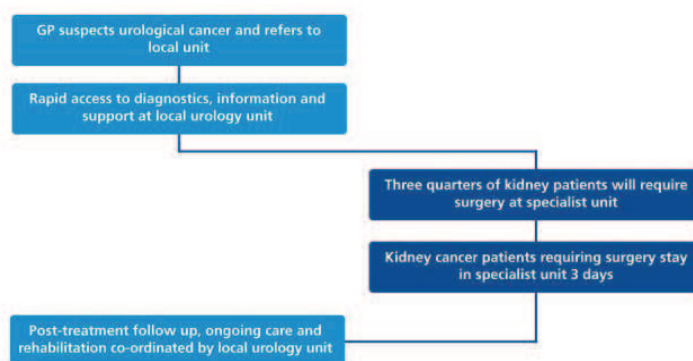 GP suspects urological cancer and refers to
local unit
Rapid access to diagnostics, information and
support at local urology unit
Three quarters of kidney patients will require
surgery at specialist unit
Kidney cancer patients requiring surgery stay
in specialist unit 3 days
Post-treatment follow up, ongoing care and
rehabilitation co-ordinated by local urology unit